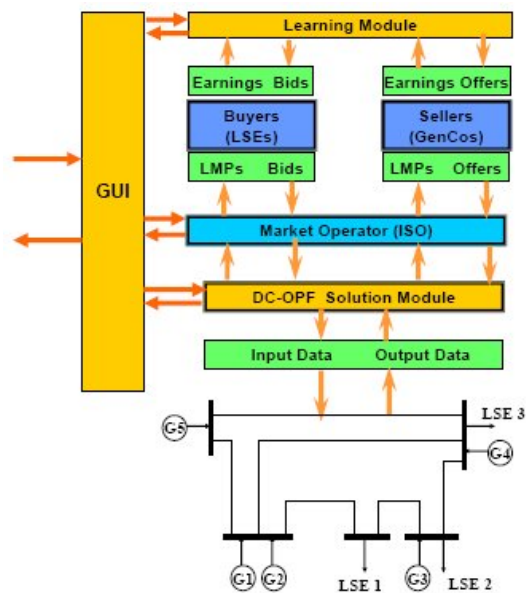 Learning Module
Earnings Bids
Earnings Offers
Buyers
(LSEs)
Sellers
(GenCos)
LMPs Bids
LMPs Offers
GUI
Market Operator (ISO)
DC-OPF Solution Module
Input Data Output Data
G5
LSE 3
G4
G1
G2
LSE 1
G3
LSE 2